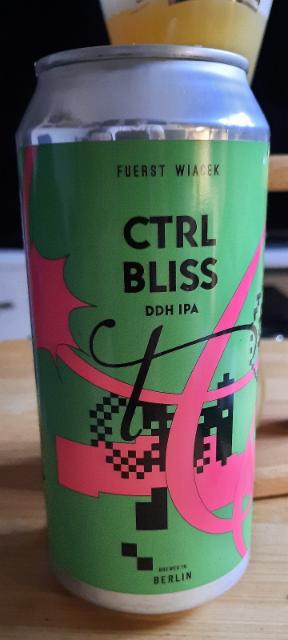 FUERST WIACEK
CTRL
BLISS
DDH IPA
BREWED IN
BERLIN